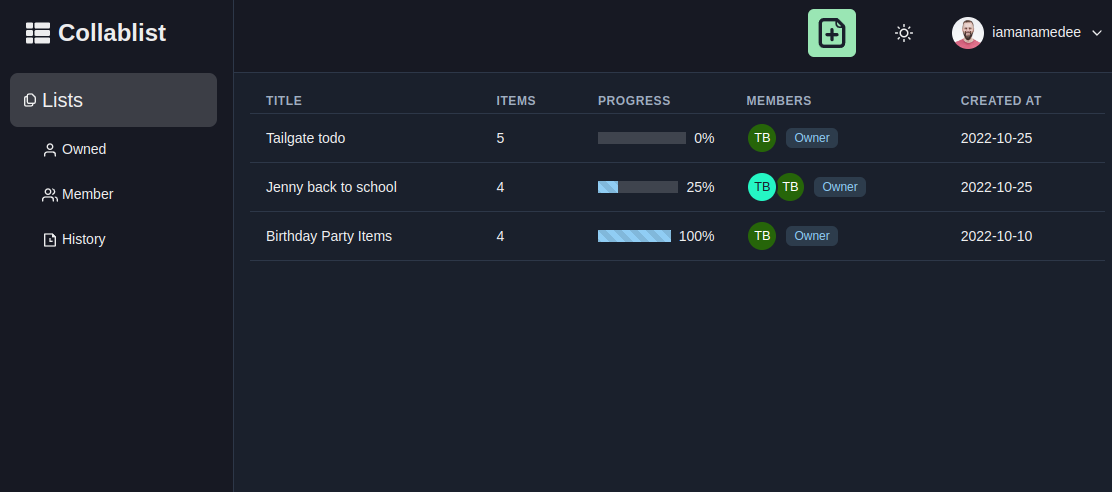 Collablist
iamanamedee
Lists
Owned
Member
History
TITLE ITEMS PROGRESS MEMBERS CREATED AT
Tailgate todo 5 0% TB Owner 2022-10-25
Jenny back to school 4 25% TB TB Owner 2022-10-25
Birthday Party Items 4 100% TB Owner 2022-10-10